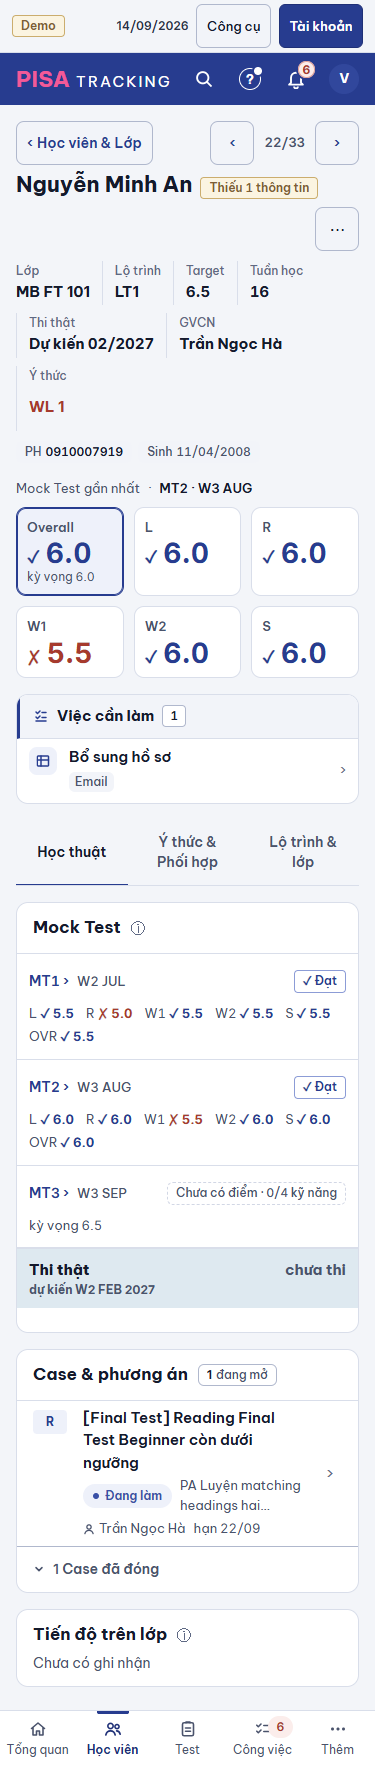 Demo 14/09/2026 Công cụ Tài khoản
PISA TRACKING ? 6 V
‹ Học viên & Lớp ‹ 22/33 ›
Nguyễn Minh An Thiếu 1 thông tin
...
Lớp Lộ trình Target Tuần học
MB FT 101 LT1 6.5 16
Thi thật GVCN
Dự kiến 02/2027 Trần Ngọc Hà
Ý thức
WL 1
PH 0910007919 Sinh 11/04/2008
Mock Test gần nhất · MT2 · W3 AUG
Overall L R
✓ 6.0 ✓ 6.0 ✓ 6.0
kỳ vọng 6.0
W1 W2 S
✗ 5.5 ✓ 6.0 ✓ 6.0
Việc cần làm 1
Bổ sung hồ sơ ›
Email
Học thuật Ý thức & Phối hợp Lộ trình & lớp
Mock Test ⓘ
MT1 › W2 JUL ✓ Đạt
L ✓ 5.5 R ✗ 5.0 W1 ✓ 5.5 W2 ✓ 5.5 S ✓ 5.5
OVR ✓ 5.5
MT2 › W3 AUG ✓ Đạt
L ✓ 6.0 R ✓ 6.0 W1 ✗ 5.5 W2 ✓ 6.0 S ✓ 6.0
OVR ✓ 6.0
MT3 › W3 SEP Chưa có điểm · 0/4 kỹ năng
kỳ vọng 6.5
Thi thật chưa thi
dự kiến W2 FEB 2027
Case & phương án 1 đang mở
R [Final Test] Reading Final
Test Beginner còn dưới
ngưỡng
Đang làm PA Luyện matching
headings hai...
Trần Ngọc Hà hạn 22/09
1 Case đã đóng
Tiến độ trên lớp ⓘ
Chưa có ghi nhận
6
Tổng quan Học viên Test Công việc Thêm